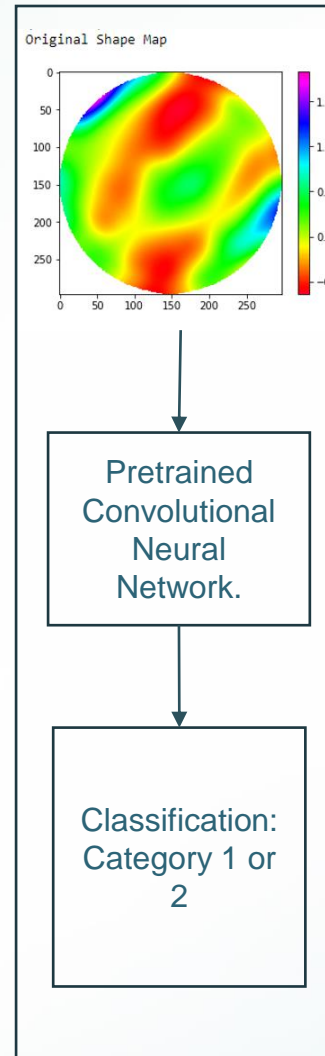 Original Shape Map
0
50
100
150
200
250
0
50
100
150
200
250
Pretrained
Convolutional
Neural
Network.
Classification:
Category 1 or
2